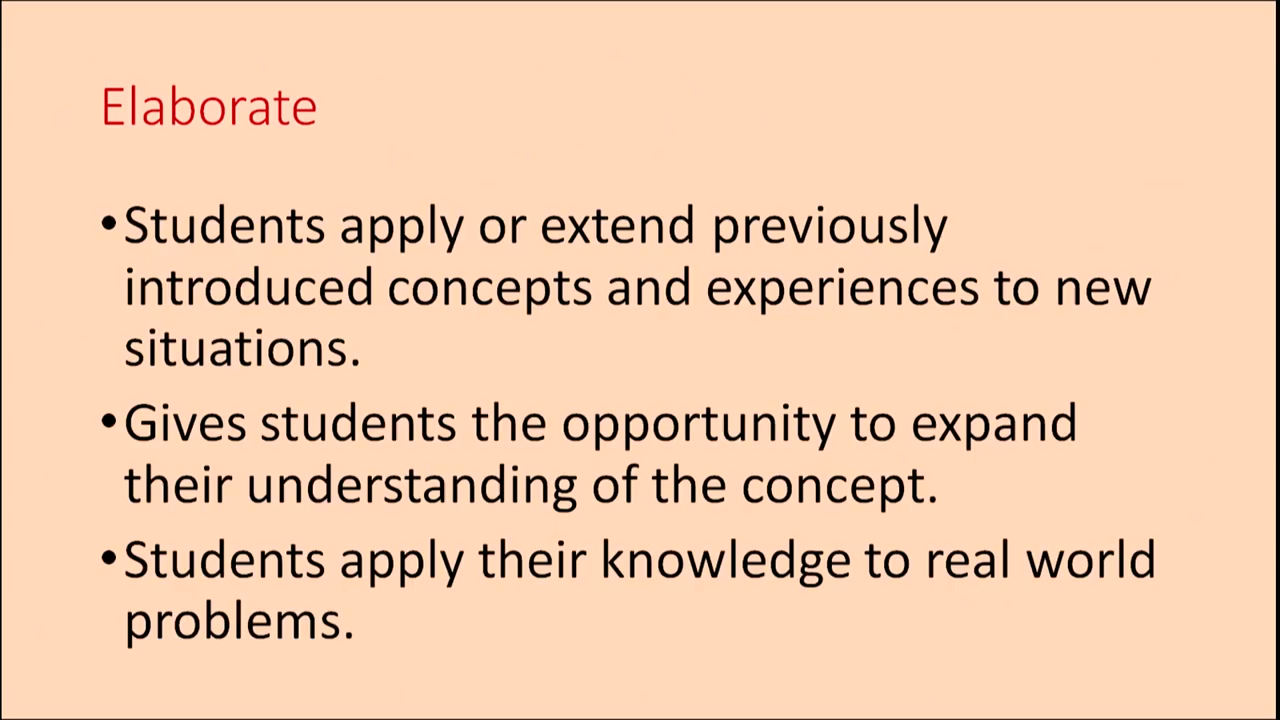 Elaborate
•Students apply or extend previously
introduced concepts and experiences to new
situations.
•Gives students the opportunity to expand
their understanding of the concept.
•Students apply their knowledge to real world
problems.